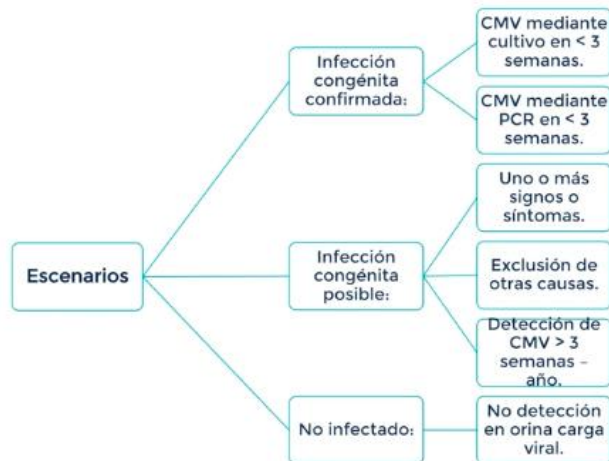 Escenarios
Infección
congénita
confirmada:
CMV mediante
cultivo en < 3
semanas.
CMV mediante
PCR en < 3
semanas.
Infección
congénita
posible:
Uno o más
signos o
síntomas.
Exclusión de
otras causas.
Detección de
CMV > 3
semanas –
año.
No infectado:
No detección
en orina carga
viral.